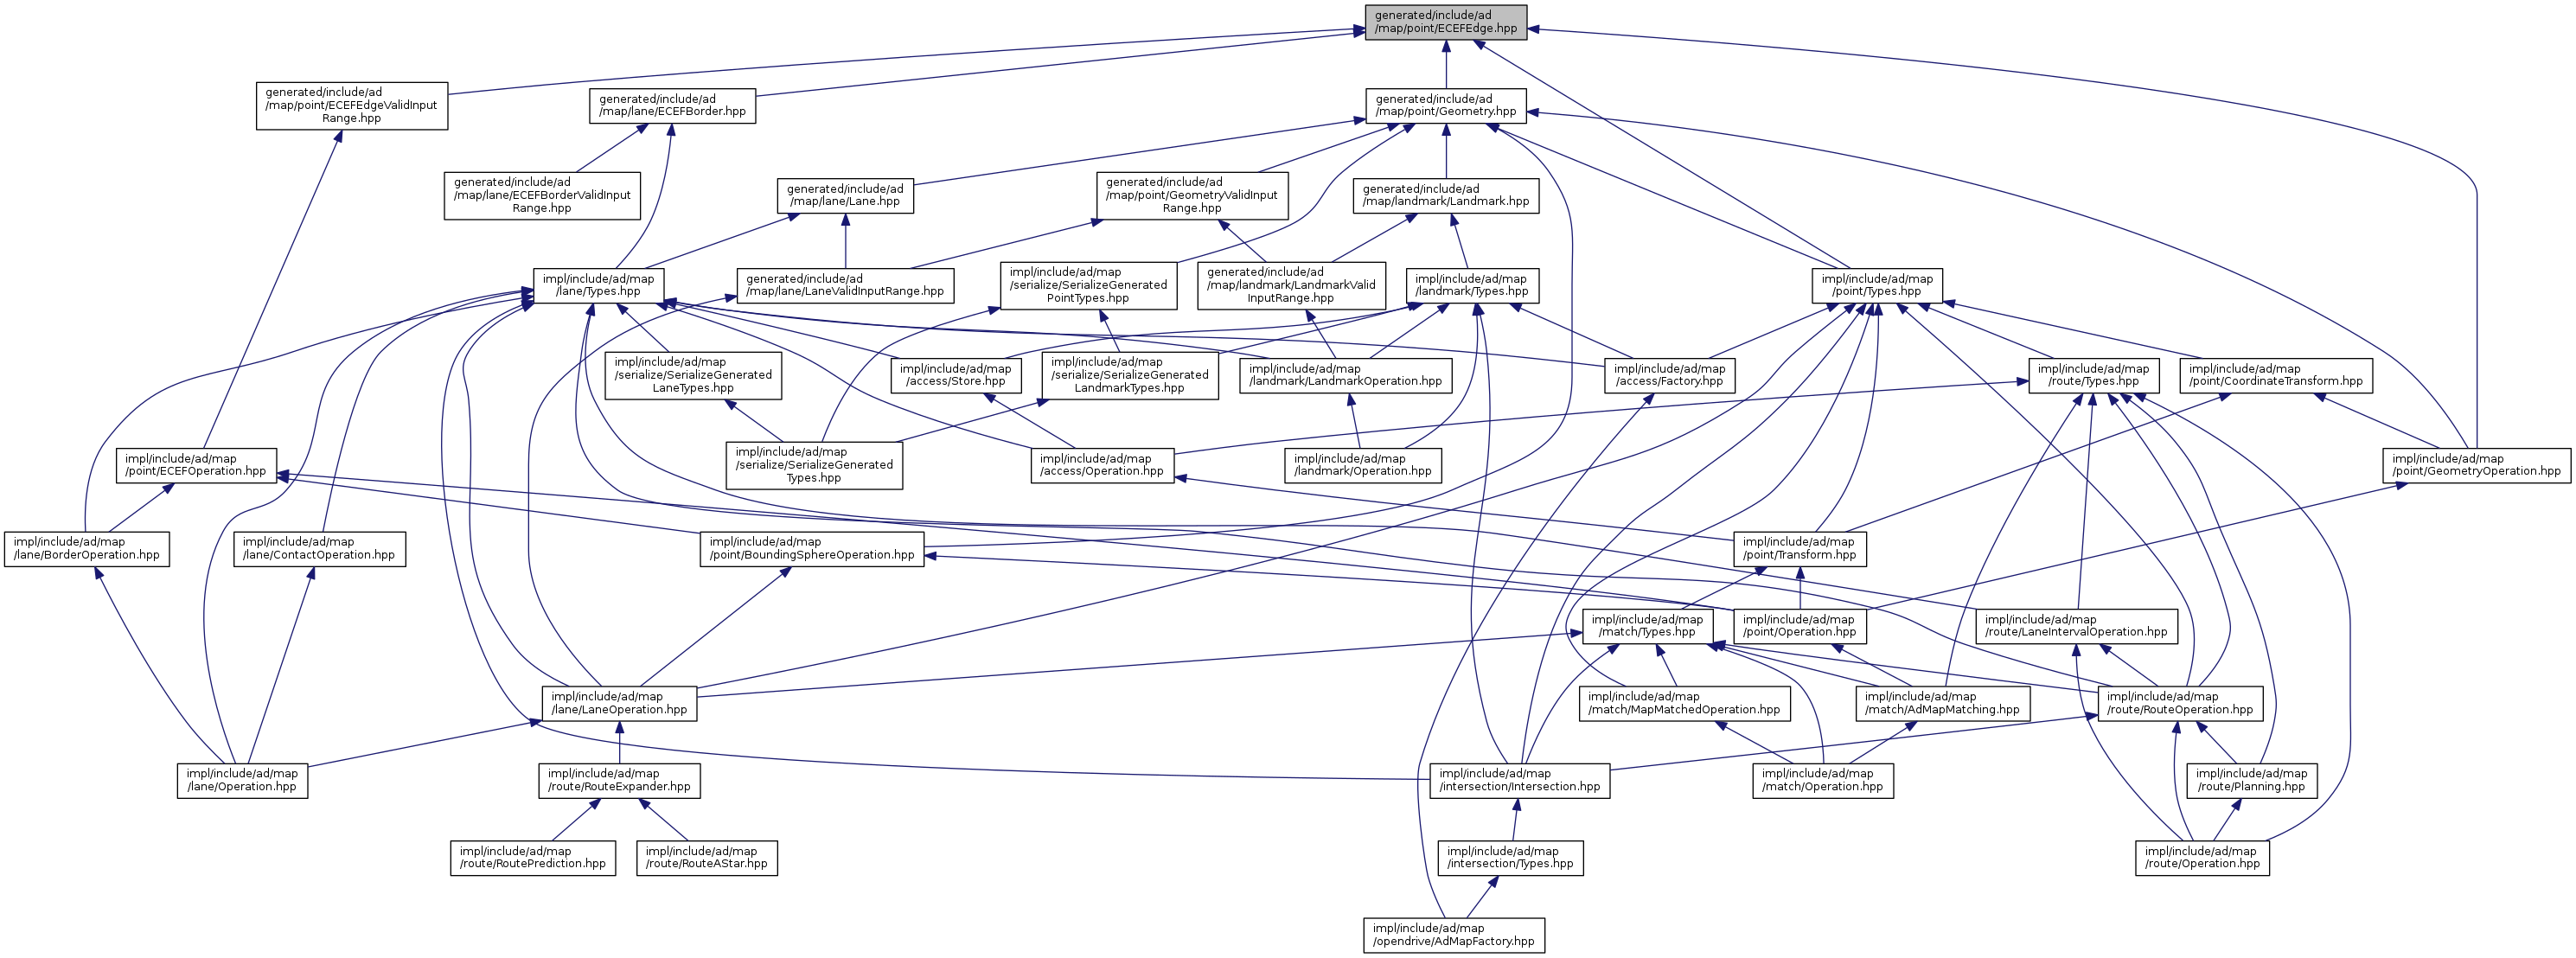 generated/include/ad
/map/point/ECEFEdge.hpp
generated/include/ad
/map/point/ECEFEdgeValidInput
Range.hpp
generated/include/ad
/map/lane/ECEFBorder.hpp
generated/include/ad
/map/point/Geometry.hpp
generated/include/ad
/map/lane/ECEFBorderValidInput
Range.hpp
generated/include/ad
/map/lane/Lane.hpp
generated/include/ad
/map/point/GeometryValidInput
Range.hpp
generated/include/ad
/map/landmark/Landmark.hpp
impl/include/ad/map
/lane/Types.hpp
generated/include/ad
/map/lane/LaneValidInputRange.hpp
impl/include/ad/map
/serialize/SerializeGenerated
PointTypes.hpp
generated/include/ad
/map/landmark/LandmarkValid
InputRange.hpp
impl/include/ad/map
/landmark/Types.hpp
impl/include/ad/map
/point/Types.hpp
impl/include/ad/map
/serialize/SerializeGenerated
LaneTypes.hpp
impl/include/ad/map
/access/Store.hpp
impl/include/ad/map
/serialize/SerializeGenerated
LandmarkTypes.hpp
impl/include/ad/map
/landmark/LandmarkOperation.hpp
impl/include/ad/map
/access/Factory.hpp
impl/include/ad/map
/route/Types.hpp
impl/include/ad/map
/point/CoordinateTransform.hpp
impl/include/ad/map
/point/ECEFOperation.hpp
impl/include/ad/map
/serialize/SerializeGenerated
Types.hpp
impl/include/ad/map
/access/Operation.hpp
impl/include/ad/map
/landmark/Operation.hpp
impl/include/ad/map
/point/GeometryOperation.hpp
impl/include/ad/map
/lane/BorderOperation.hpp
impl/include/ad/map
/lane/ContactOperation.hpp
impl/include/ad/map
/point/BoundingSphereOperation.hpp
impl/include/ad/map
/point/Transform.hpp
impl/include/ad/map
/match/Types.hpp
impl/include/ad/map
/point/Operation.hpp
impl/include/ad/map
/route/LaneIntervalOperation.hpp
impl/include/ad/map
/lane/LaneOperation.hpp
impl/include/ad/map
/match/MapMatchedOperation.hpp
impl/include/ad/map
/match/AdMapMatching.hpp
impl/include/ad/map
/route/RouteOperation.hpp
impl/include/ad/map
/lane/Operation.hpp
impl/include/ad/map
/route/RouteExpander.hpp
impl/include/ad/map
/intersection/Intersection.hpp
impl/include/ad/map
/match/Operation.hpp
impl/include/ad/map
/route/Planning.hpp
impl/include/ad/map
/route/RoutePrediction.hpp
impl/include/ad/map
/route/RouteAStar.hpp
impl/include/ad/map
/intersection/Types.hpp
impl/include/ad/map
/route/Operation.hpp
impl/include/ad/map
/opendrive/AdMapFactory.hpp